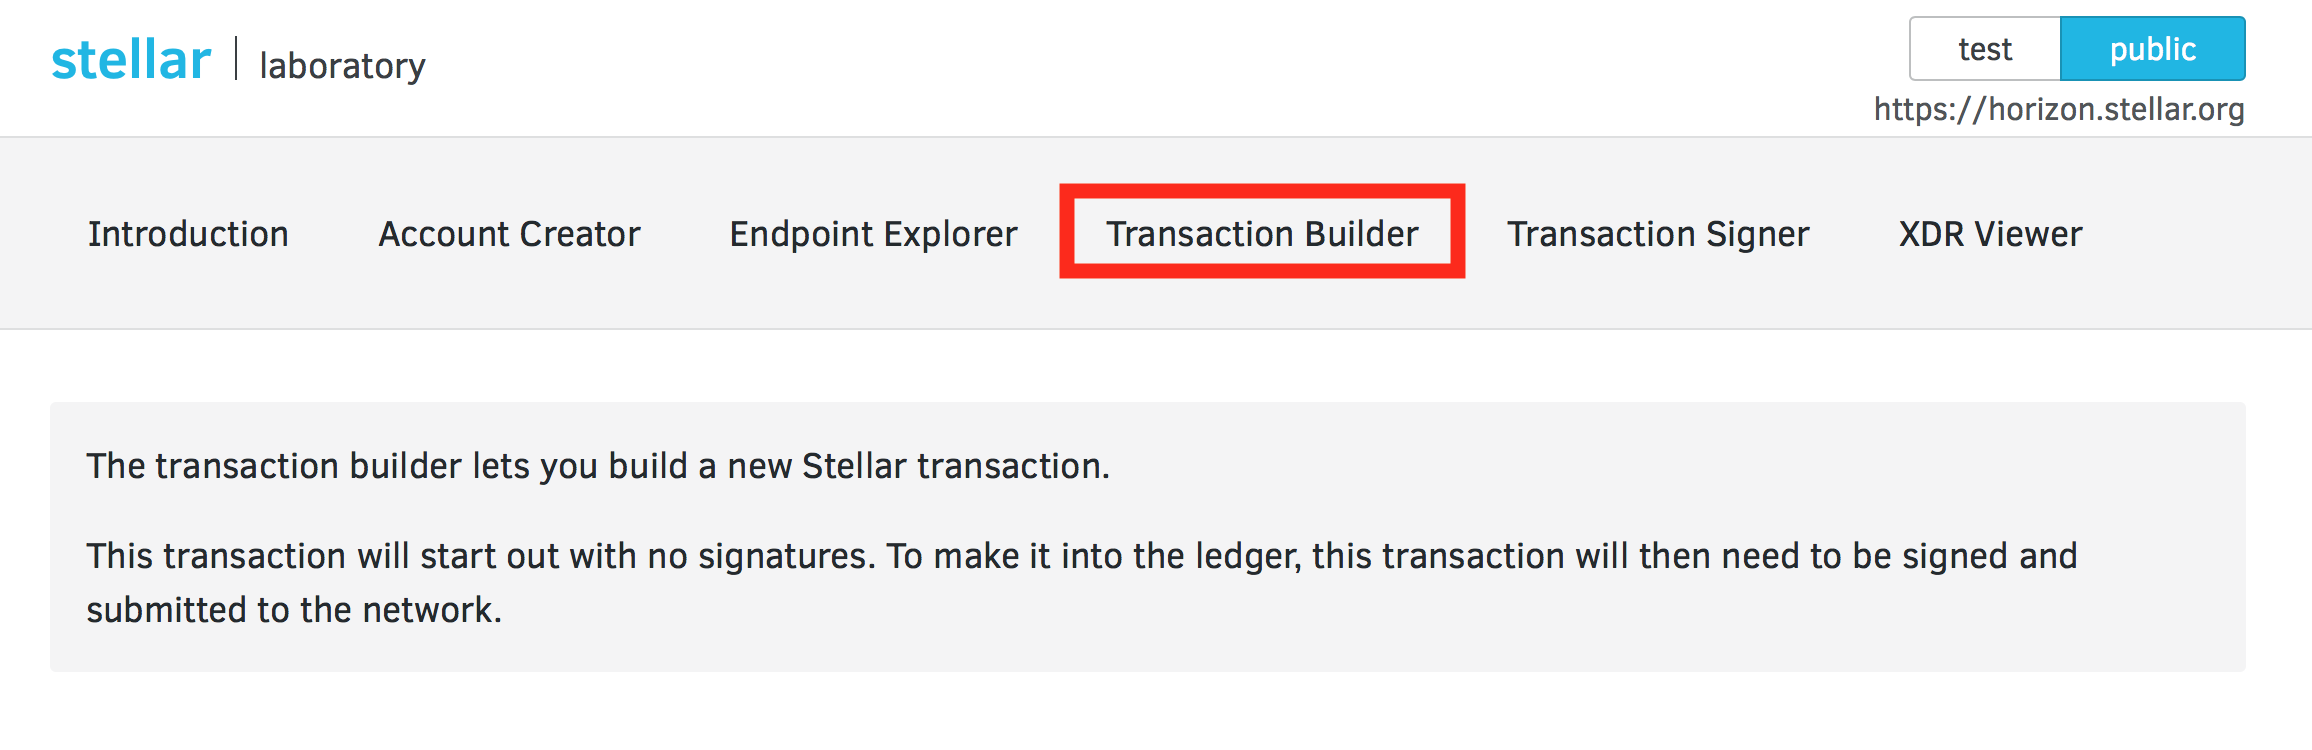 stellar | laboratory
test public
https://horizon.stellar.org
Introduction Account Creator Endpoint Explorer Transaction Builder Transaction Signer XDR Viewer
The transaction builder lets you build a new Stellar transaction.
This transaction will start out with no signatures. To make it into the ledger, this transaction will then need to be signed and
submitted to the network.